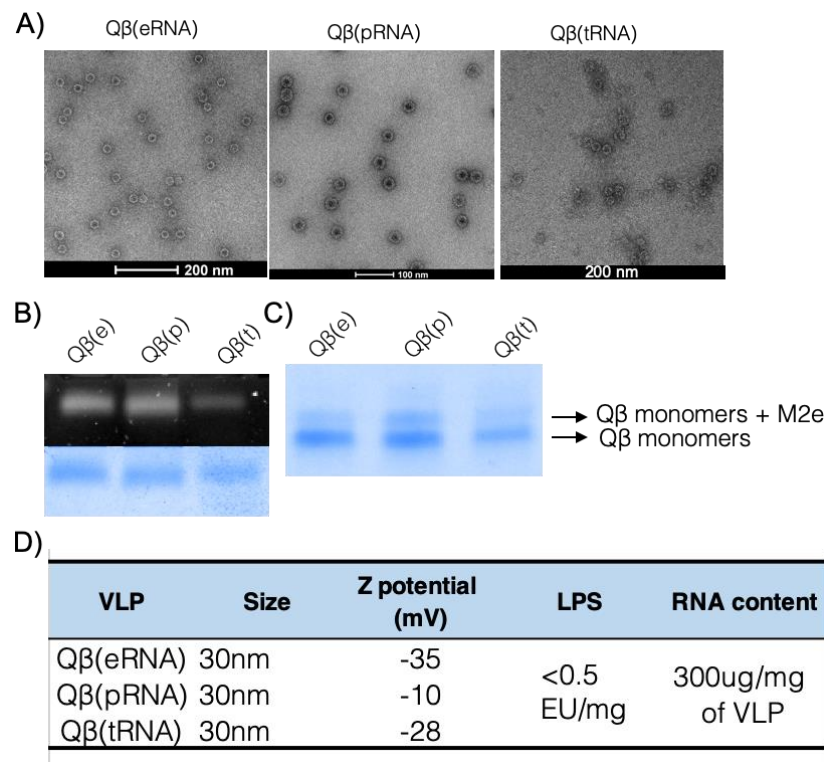 A)
Qβ(eRNA)
Qβ(pRNA)
Qβ(tRNA)
200 nm
100 nm
200 nm
B)
Qβ(e)
Qβ(p)
Qβ(t)
C)
Qβ(e)
Qβ(p)
Qβ(t)
Qβ monomers + M2e
Qβ monomers
D)
VLP Size Z potential (mV) LPS RNA content
Qβ(eRNA) 30nm -35
Qβ(pRNA) 30nm -10
Qβ(tRNA) 30nm -28
<0.5
EU/mg
300ug/mg
of VLP